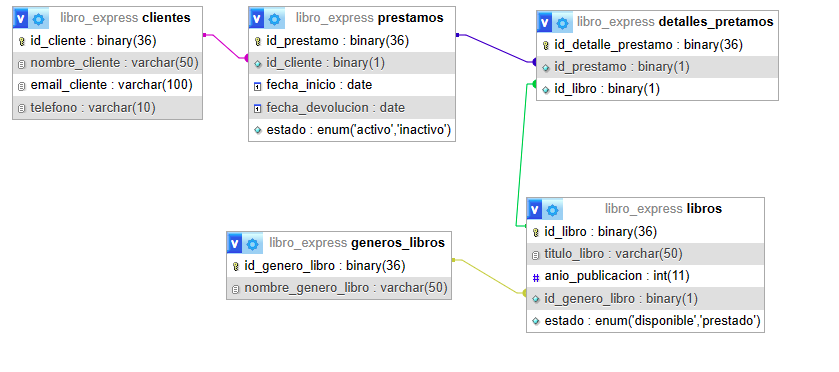 libro_express clientes
id_cliente : binary(36)
nombre_cliente : varchar(50)
email_cliente : varchar(100)
telefono : varchar(10)
libro_express prestamos
id_prestamo : binary(36)
id_cliente : binary(1)
fecha_inicio : date
fecha_devolucion : date
estado : enum('activo','inactivo')
libro_express detalles_pretamos
id_detalle_prestamo : binary(36)
id_prestamo : binary(1)
id_libro : binary(1)
libro_express generos_libros
id_genero_libro : binary(36)
nombre_genero_libro : varchar(50)
libro_express libros
id_libro : binary(36)
titulo_libro : varchar(50)
# anio_publicacion : int(11)
id_genero_libro : binary(1)
estado : enum('disponible','prestado')